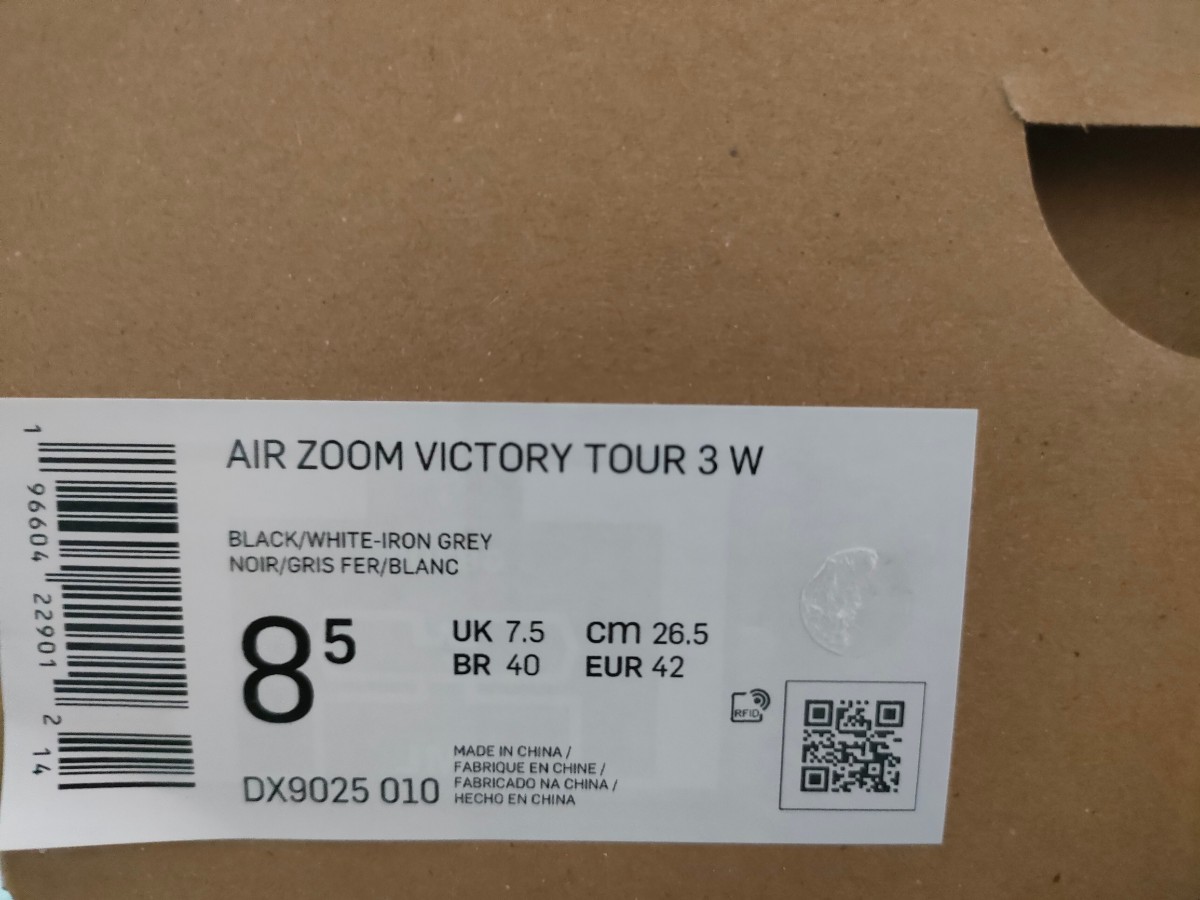 AIR ZOOM VICTORY TOUR 3 W
BLACK/WHITE-IRON GREY
NOIR/GRIS FER/BLANC
8 5
UK 7.5 cm 26.5
BR 40 EUR 42
RFID
MADE IN CHINA /
FABRIQUE EN CHINE /
FABRICADO NA CHINA /
HECHO EN CHINA
DX9025 010
1 96604 22901 2 14